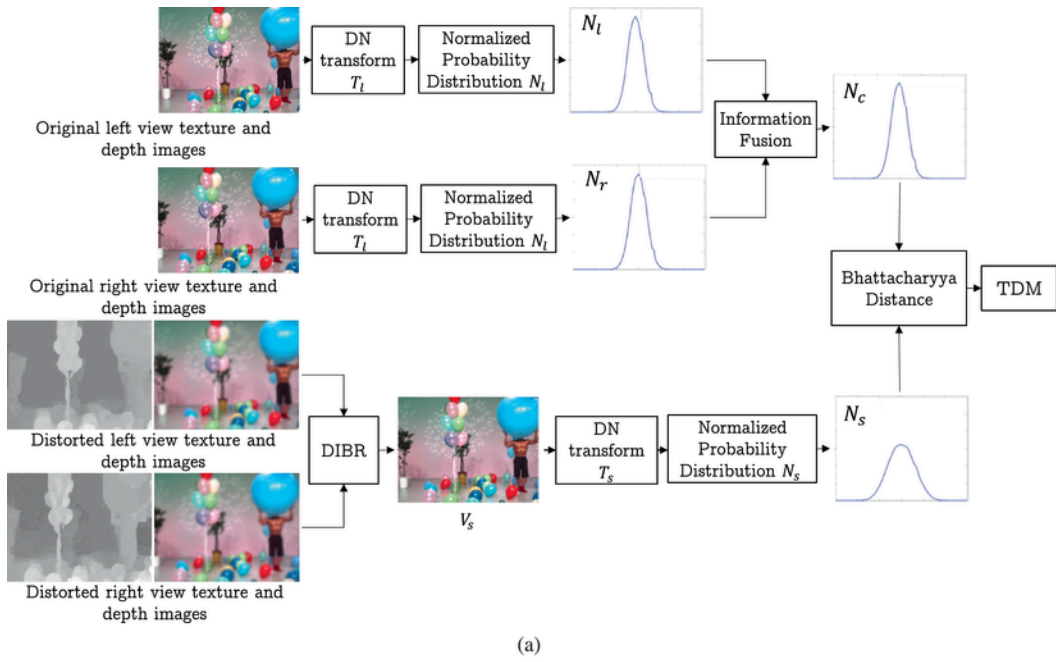 DN
transform
T_l
Normalized
Probability
Distribution N_l
N_l
Original left view texture and
depth images
Information
Fusion
N_c
DN
transform
T_l
Normalized
Probability
Distribution N_l
N_r
Original right view texture and
depth images
Bhattacharyya
Distance
TDM
Distorted left view texture and
depth images
DIBR
V_s
DN
transform
T_s
Normalized
Probability
Distribution N_s
N_s
Distorted right view texture and
depth images
(a)